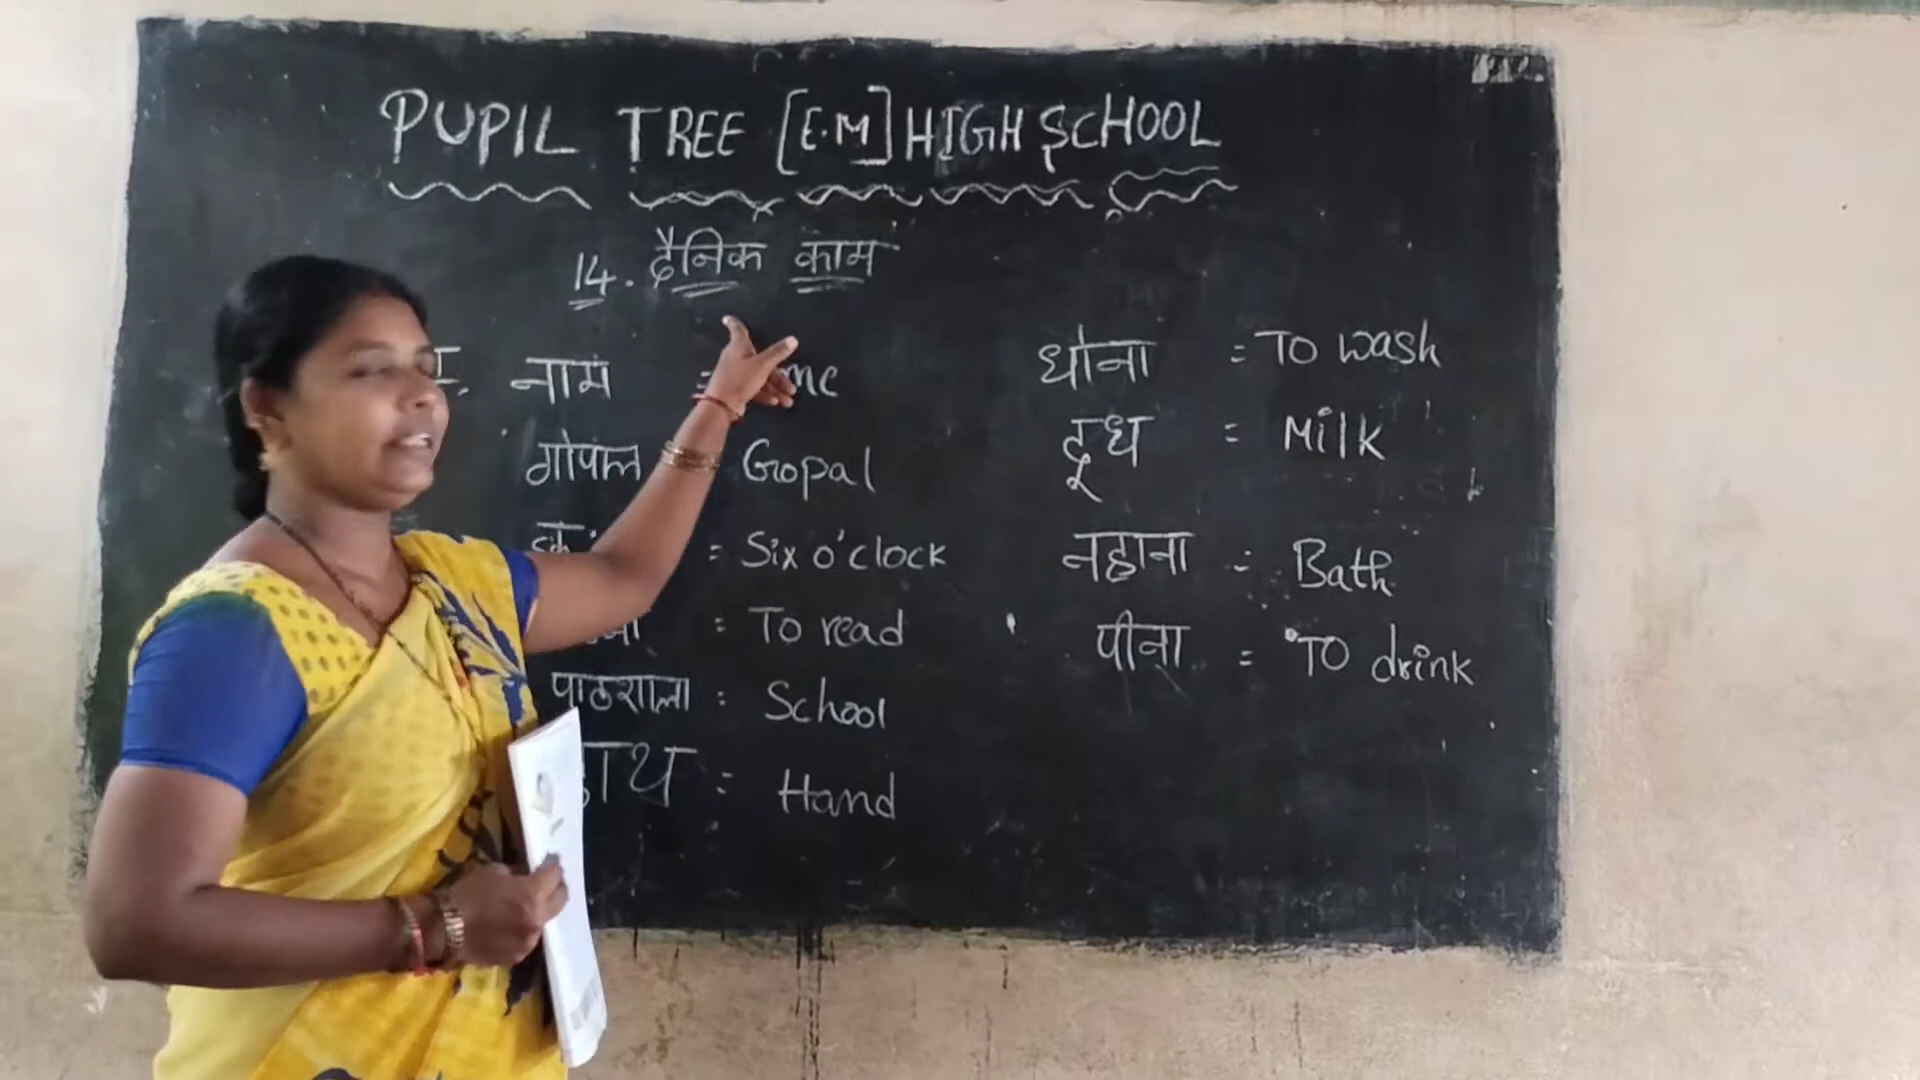 PUPIL TREE [E.M] HIGH SCHOOL
14. दैनिक काम
नाम =
गोपाल Gopal
= Six o'clock
= To read
पाठशाला : School
: Hand
धोना = TO wash
दूध = Milk
नहाना = Bath
पीना = TO drink